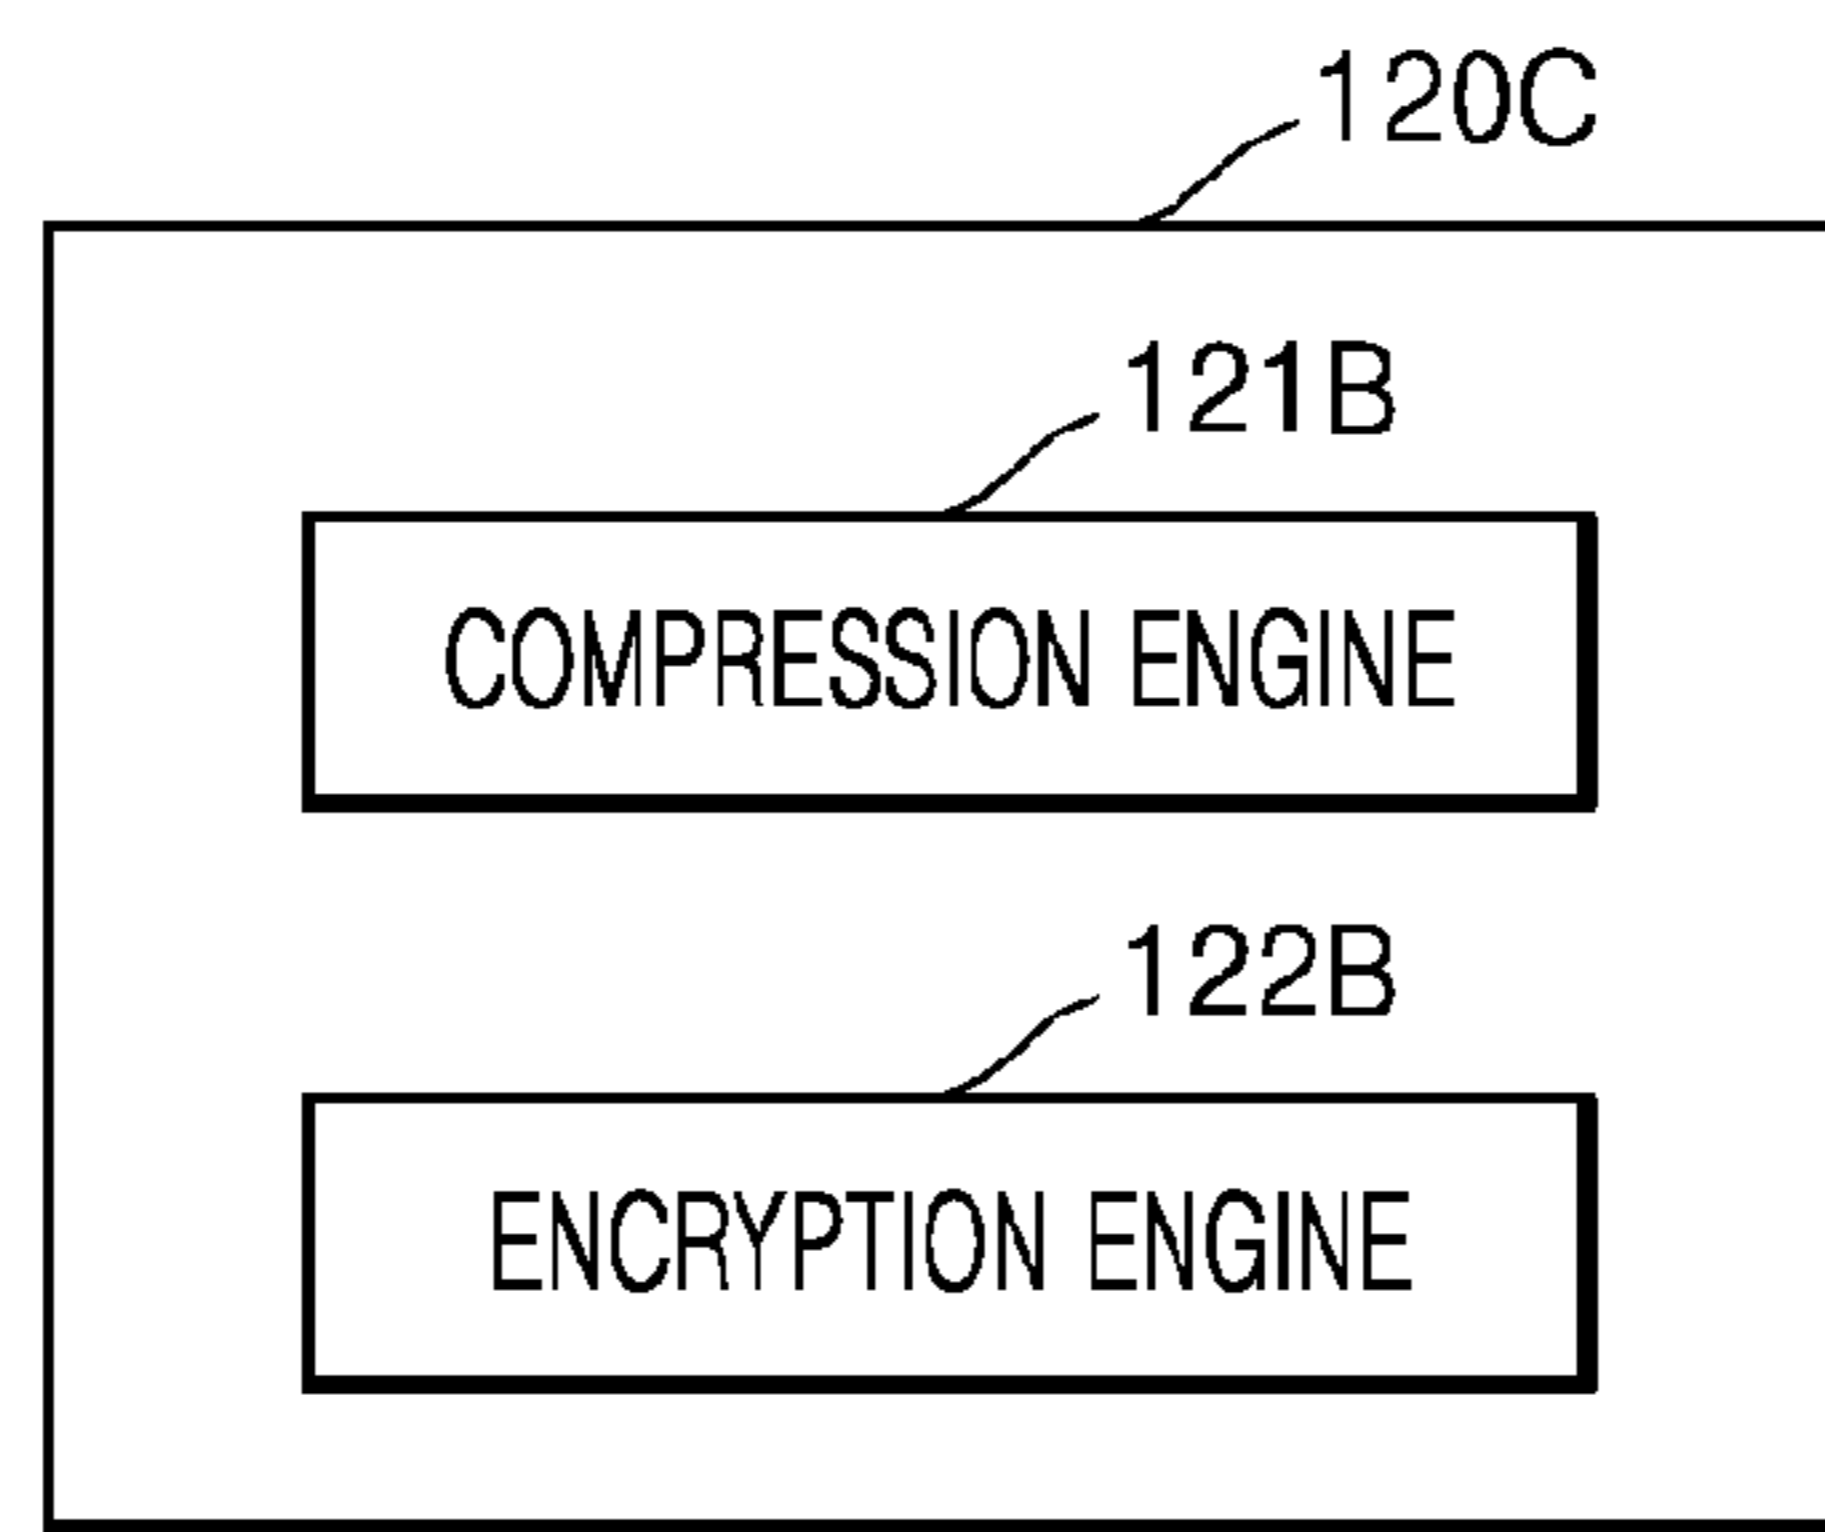 120C
121B
COMPRESSION ENGINE
122B
ENCRYPTION ENGINE